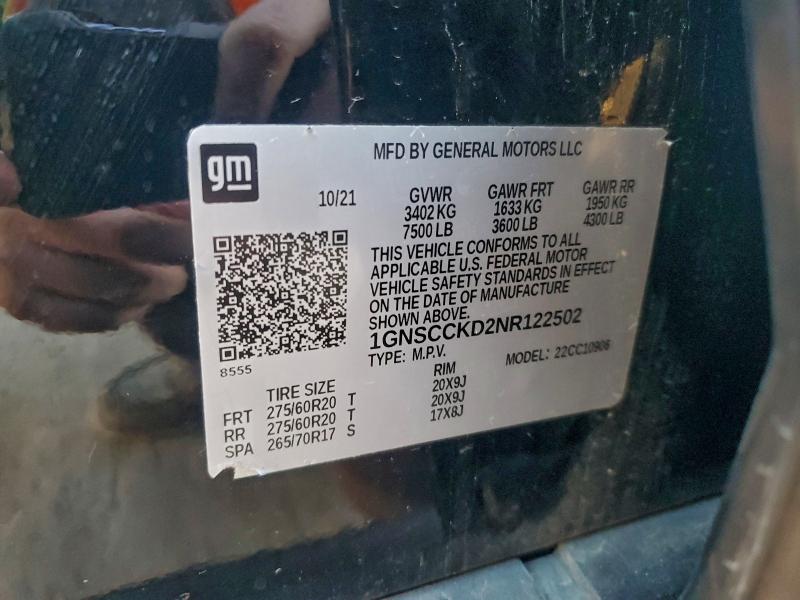 gm
MFD BY GENERAL MOTORS LLC
10/21
GVWR GAWR FRT GAWR RR
3402 KG 1633 KG 1950 KG
7500 LB 3600 LB 4300 LB
THIS VEHICLE CONFORMS TO ALL
APPLICABLE U.S. FEDERAL MOTOR
VEHICLE SAFETY STANDARDS IN EFFECT
ON THE DATE OF MANUFACTURE
SHOWN ABOVE.
1GNSCCKD2NR122502
TYPE: M.P.V. MODEL: 22CC10906
8555
TIRE SIZE RIM
FRT 275/60R20 T 20X9J
RR 275/60R20 T 20X9J
SPA 265/70R17 S 17X8J